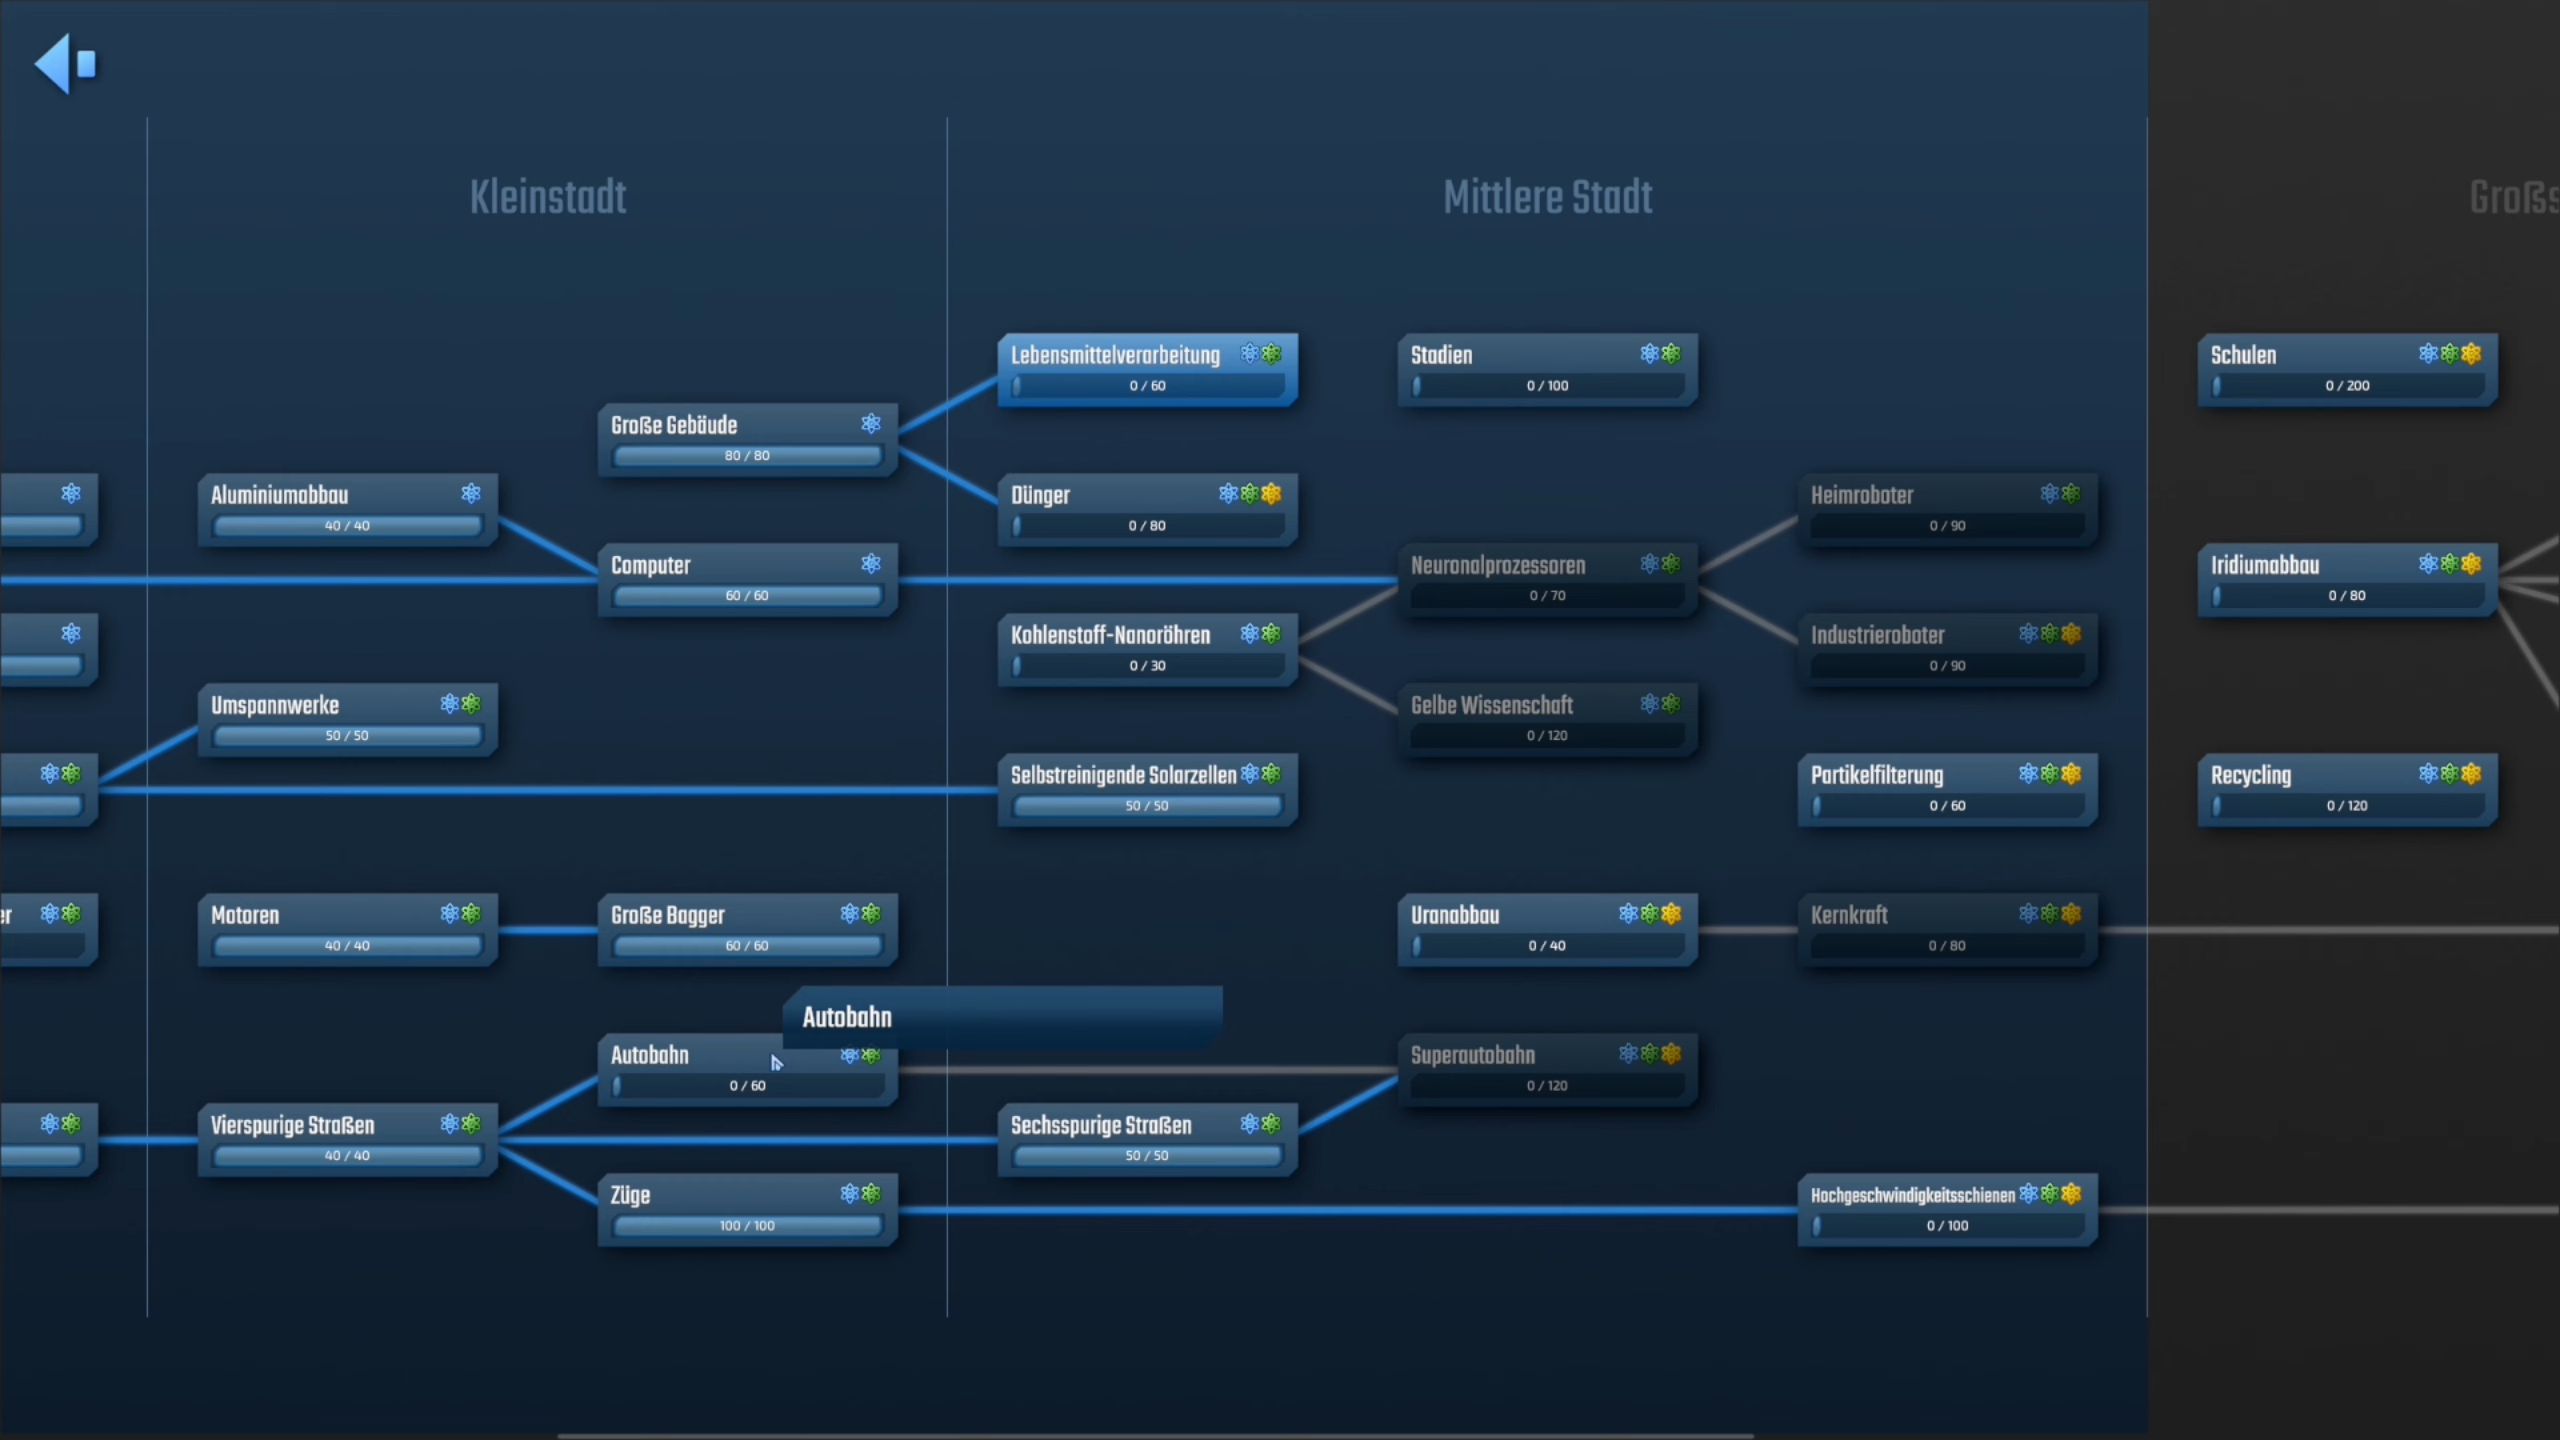 Kleinstadt
Mittlere Stadt
Lebensmittelverarbeitung
0 / 60
Stadien
0 / 100
Schulen
0 / 200
Große Gebäude
80 / 80
Aluminiumabbau
40 / 40
Dünger
0 / 80
Heimroboter
0 / 90
Computer
60 / 60
Neuronalprozessoren
0 / 70
Iridiumabbau
0 / 80
Kohlenstoff-Nanoröhren
0 / 30
Industrieroboter
0 / 90
Umspannwerke
50 / 50
Gelbe Wissenschaft
0 / 120
Selbstreinigende Solarzellen
50 / 50
Partikelfilterung
0 / 60
Recycling
0 / 120
er
Motoren
40 / 40
Große Bagger
60 / 60
Uranabbau
0 / 40
Kernkraft
0 / 80
Autobahn
Autobahn
0 / 60
Superautobahn
0 / 120
Vierspurige Straßen
40 / 40
Sechsspurige Straßen
50 / 50
Züge
100 / 100
Hochgeschwindigkeitsschienen
0 / 100